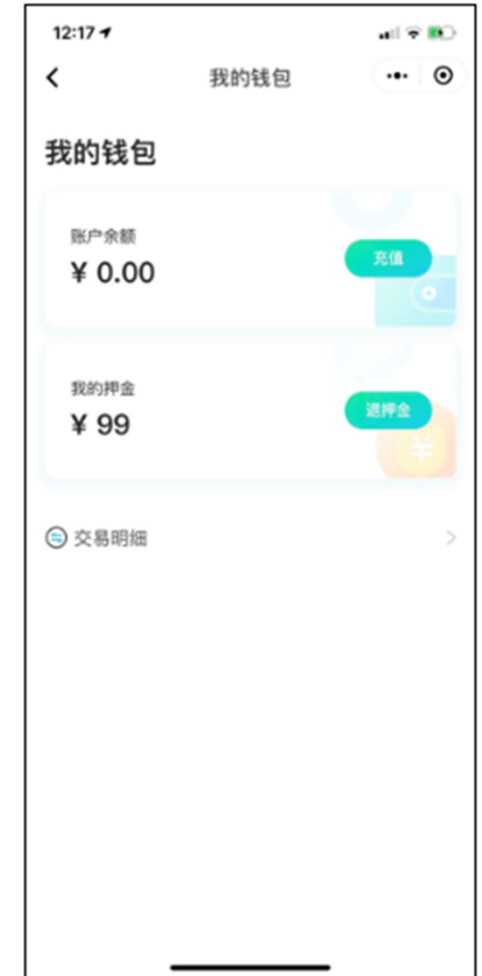 12:17
我的钱包
我的钱包
账户余额
¥ 0.00
充值
我的押金
¥ 99
退押金
¥
交易明细